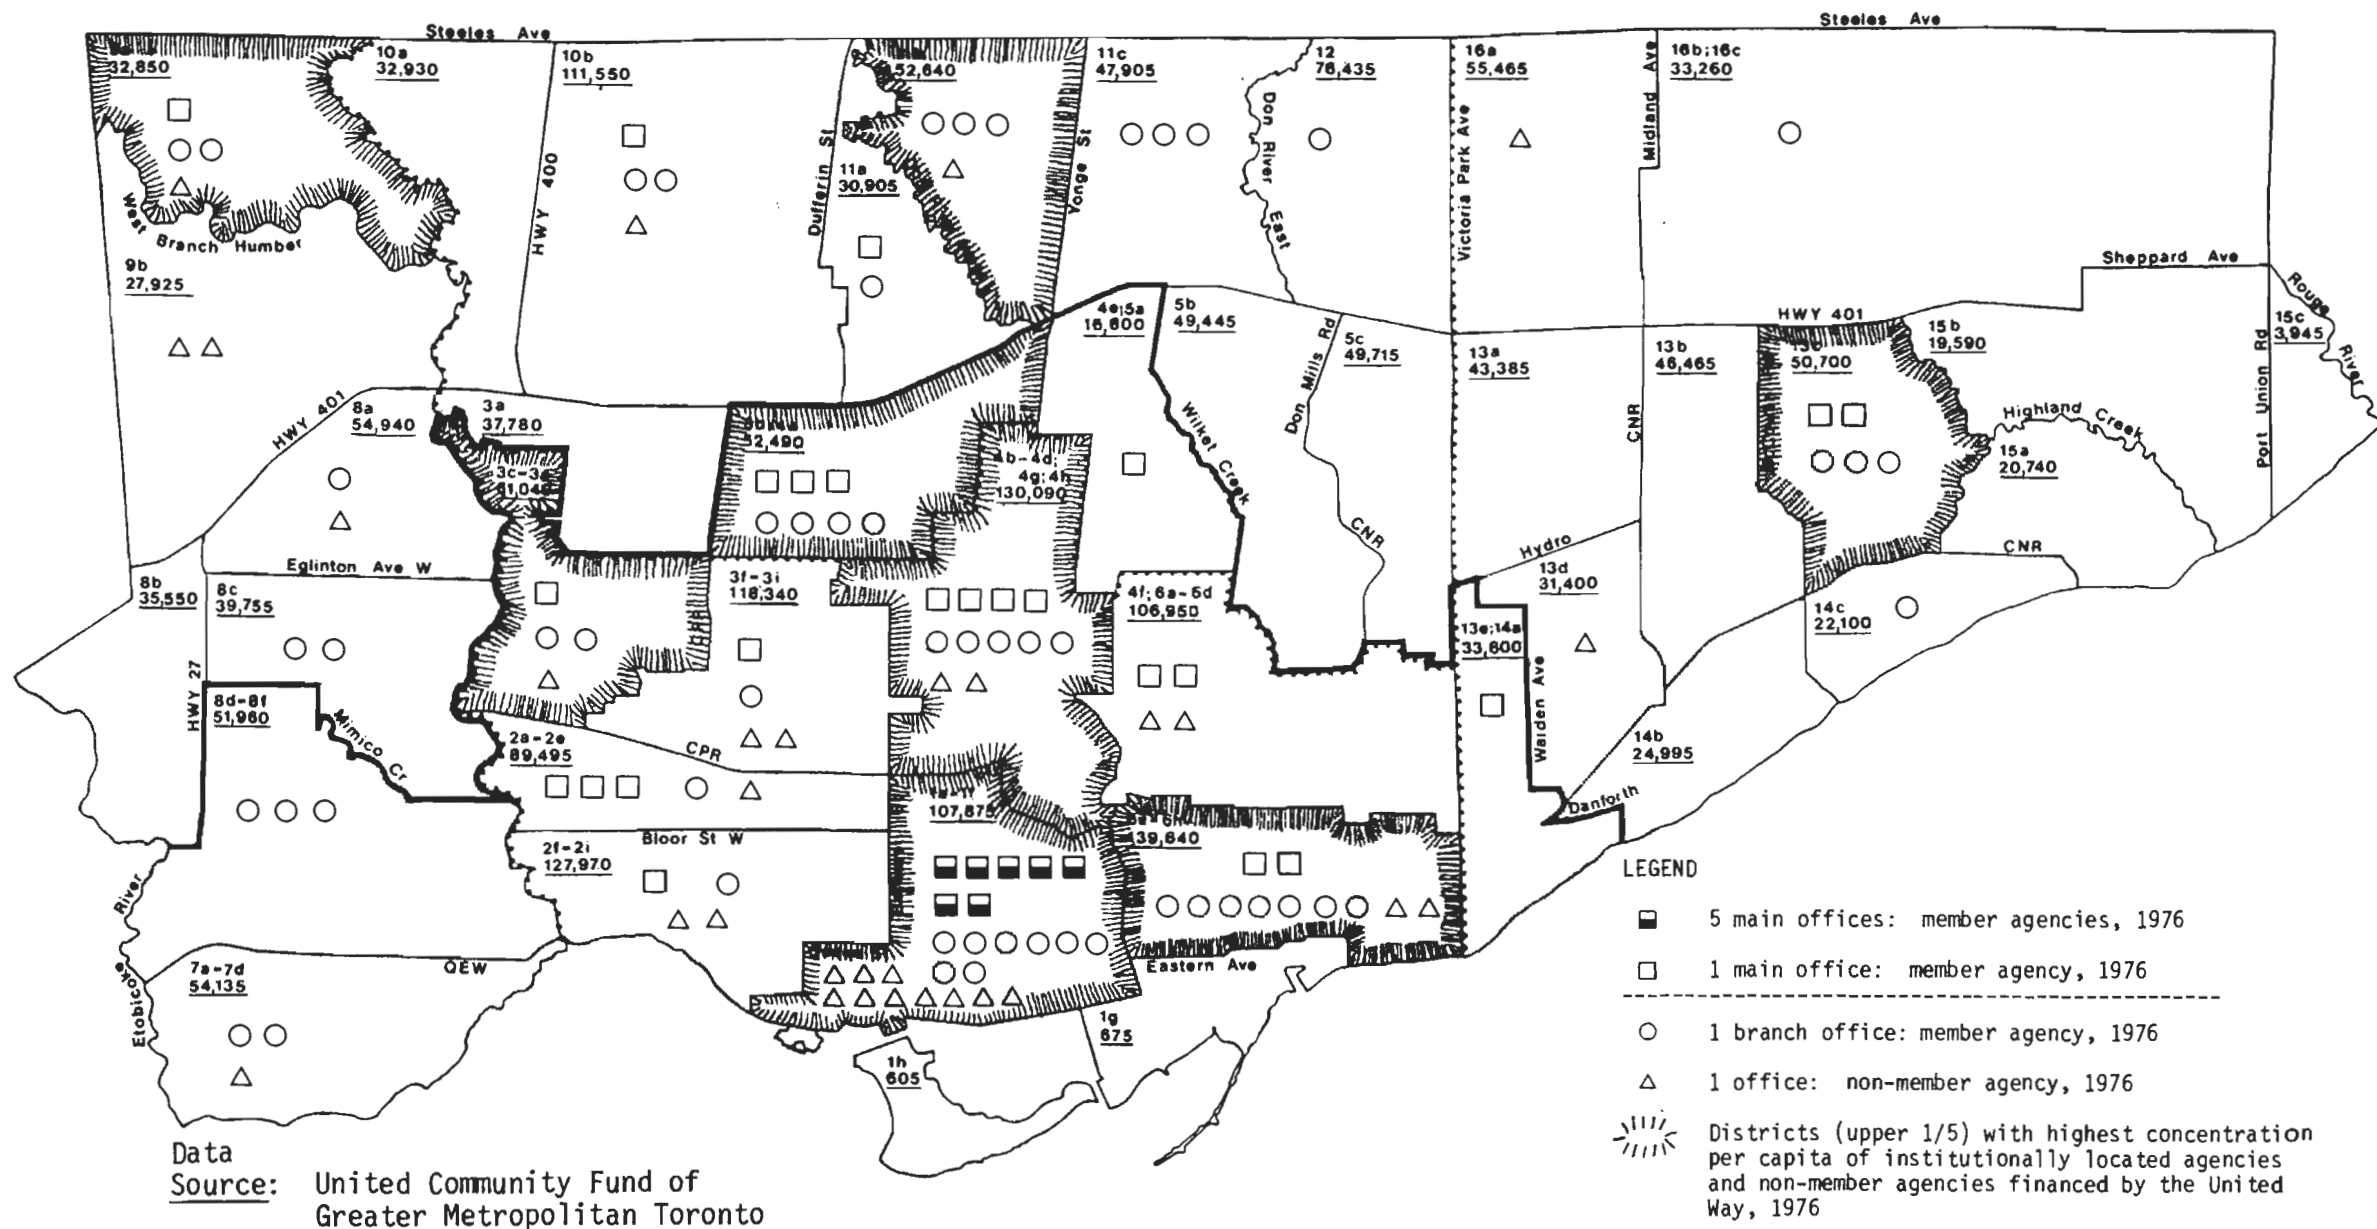 Steeles Ave
Steeles Ave
32,850
10a
32,930
10b
111,550
52,640
11c
47,905
12
76,435
16a
55,465
16b;16c
33,260
Midland Ave
HWY 400
Dufferin St
11a
30,905
Yonge St
Don River East
Victoria Park Ave
West Branch Humber
9b
27,925
Sheppard Ave
Rouge River
4e;5a
16,600
5b
49,445
Don Mills Rd
5c
49,715
13a
43,385
13b
46,465
HWY 401
50,700
15b
19,590
15c
3,945
Port Union Rd
HWY 401
8a
54,940
3a
37,780
52,490
4b-4d;
4g;4h
130,090
Wilket Creek
CNR
Highland Creek
15a
20,740
CNR
Hydro
13d
31,400
CNR
Eglinton Ave W
8b
35,550
8c
39,755
3f-3i
118,340
4f;6a-6d
106,950
14c
22,100
13e;14a
33,600
Warden Ave
HWY 27
8d-8f
51,960
Mimico Cr
2a-2e
89,495
CPR
14b
24,995
Danforth
107,875
139,640
Bloor St W
2f-2i
127,970
Etobicoke River
QEW
7a-7d
54,135
Eastern Ave
1g
675
1h
605
LEGEND
5 main offices: member agencies, 1976
1 main office: member agency, 1976
1 branch office: member agency, 1976
1 office: non-member agency, 1976
Districts (upper 1/5) with highest concentration
per capita of institutionally located agencies
and non-member agencies financed by the United
Way, 1976
Data
Source: United Community Fund of
Greater Metropolitan Toronto